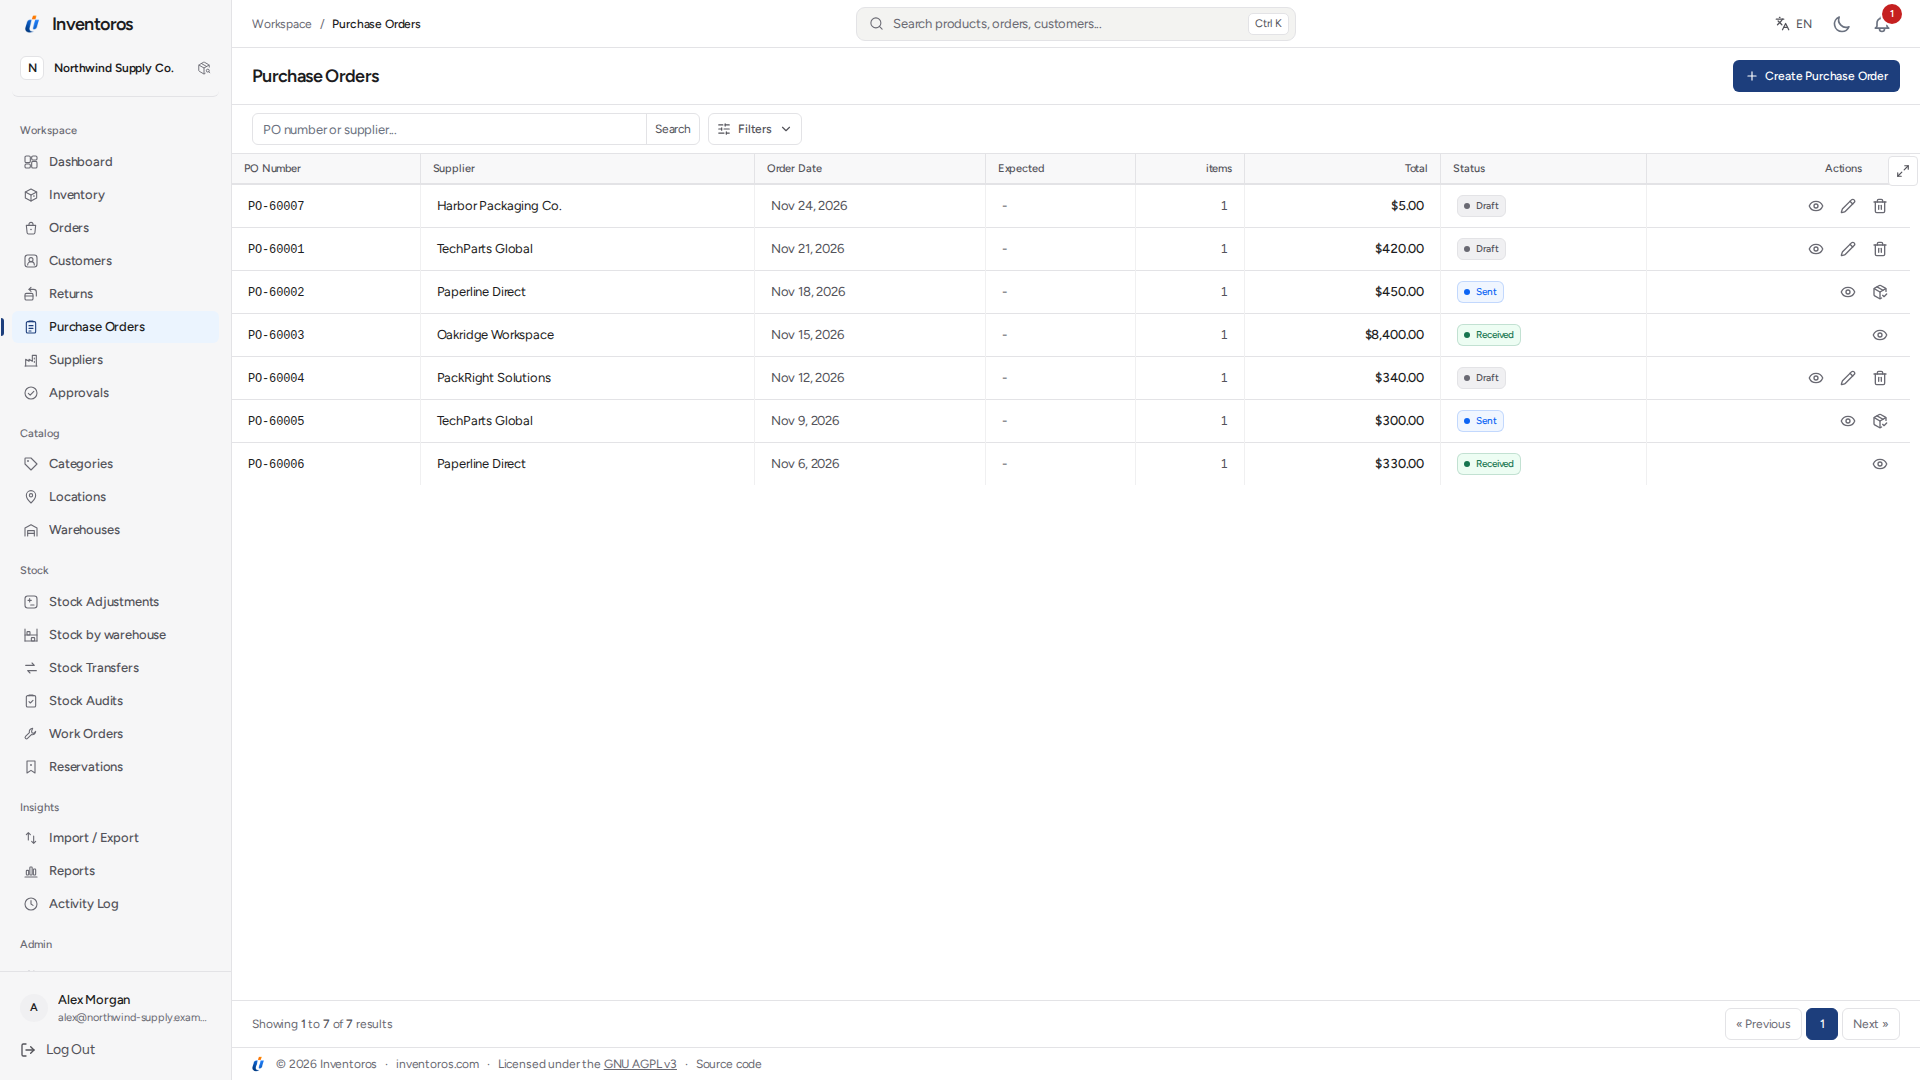 Inventoros
Workspace / Purchase Orders
Search products, orders, customers...
Ctrl K
EN
1
N
Northwind Supply Co.
Purchase Orders
Create Purchase Order
PO number or supplier...
Search
Filters
Workspace
Dashboard
Inventory
Orders
Customers
Returns
Purchase Orders
Suppliers
Approvals
Catalog
Categories
Locations
Warehouses
Stock
Stock Adjustments
Stock by warehouse
Stock Transfers
Stock Audits
Work Orders
Reservations
Insights
Import / Export
Reports
Activity Log
Admin
A
Alex Morgan
alex@northwind-supply.exam...
Log Out
PO Number Supplier Order Date Expected items Total Status Actions
PO-60007 Harbor Packaging Co. Nov 24, 2026 - 1 $5.00 Draft
PO-60001 TechParts Global Nov 21, 2026 - 1 $420.00 Draft
PO-60002 Paperline Direct Nov 18, 2026 - 1 $450.00 Sent
PO-60003 Oakridge Workspace Nov 15, 2026 - 1 $8,400.00 Received
PO-60004 PackRight Solutions Nov 12, 2026 - 1 $340.00 Draft
PO-60005 TechParts Global Nov 9, 2026 - 1 $300.00 Sent
PO-60006 Paperline Direct Nov 6, 2026 - 1 $330.00 Received
Showing 1 to 7 of 7 results
« Previous 1 Next »
© 2026 Inventoros · inventoros.com · Licensed under the GNU AGPL v3 · Source code